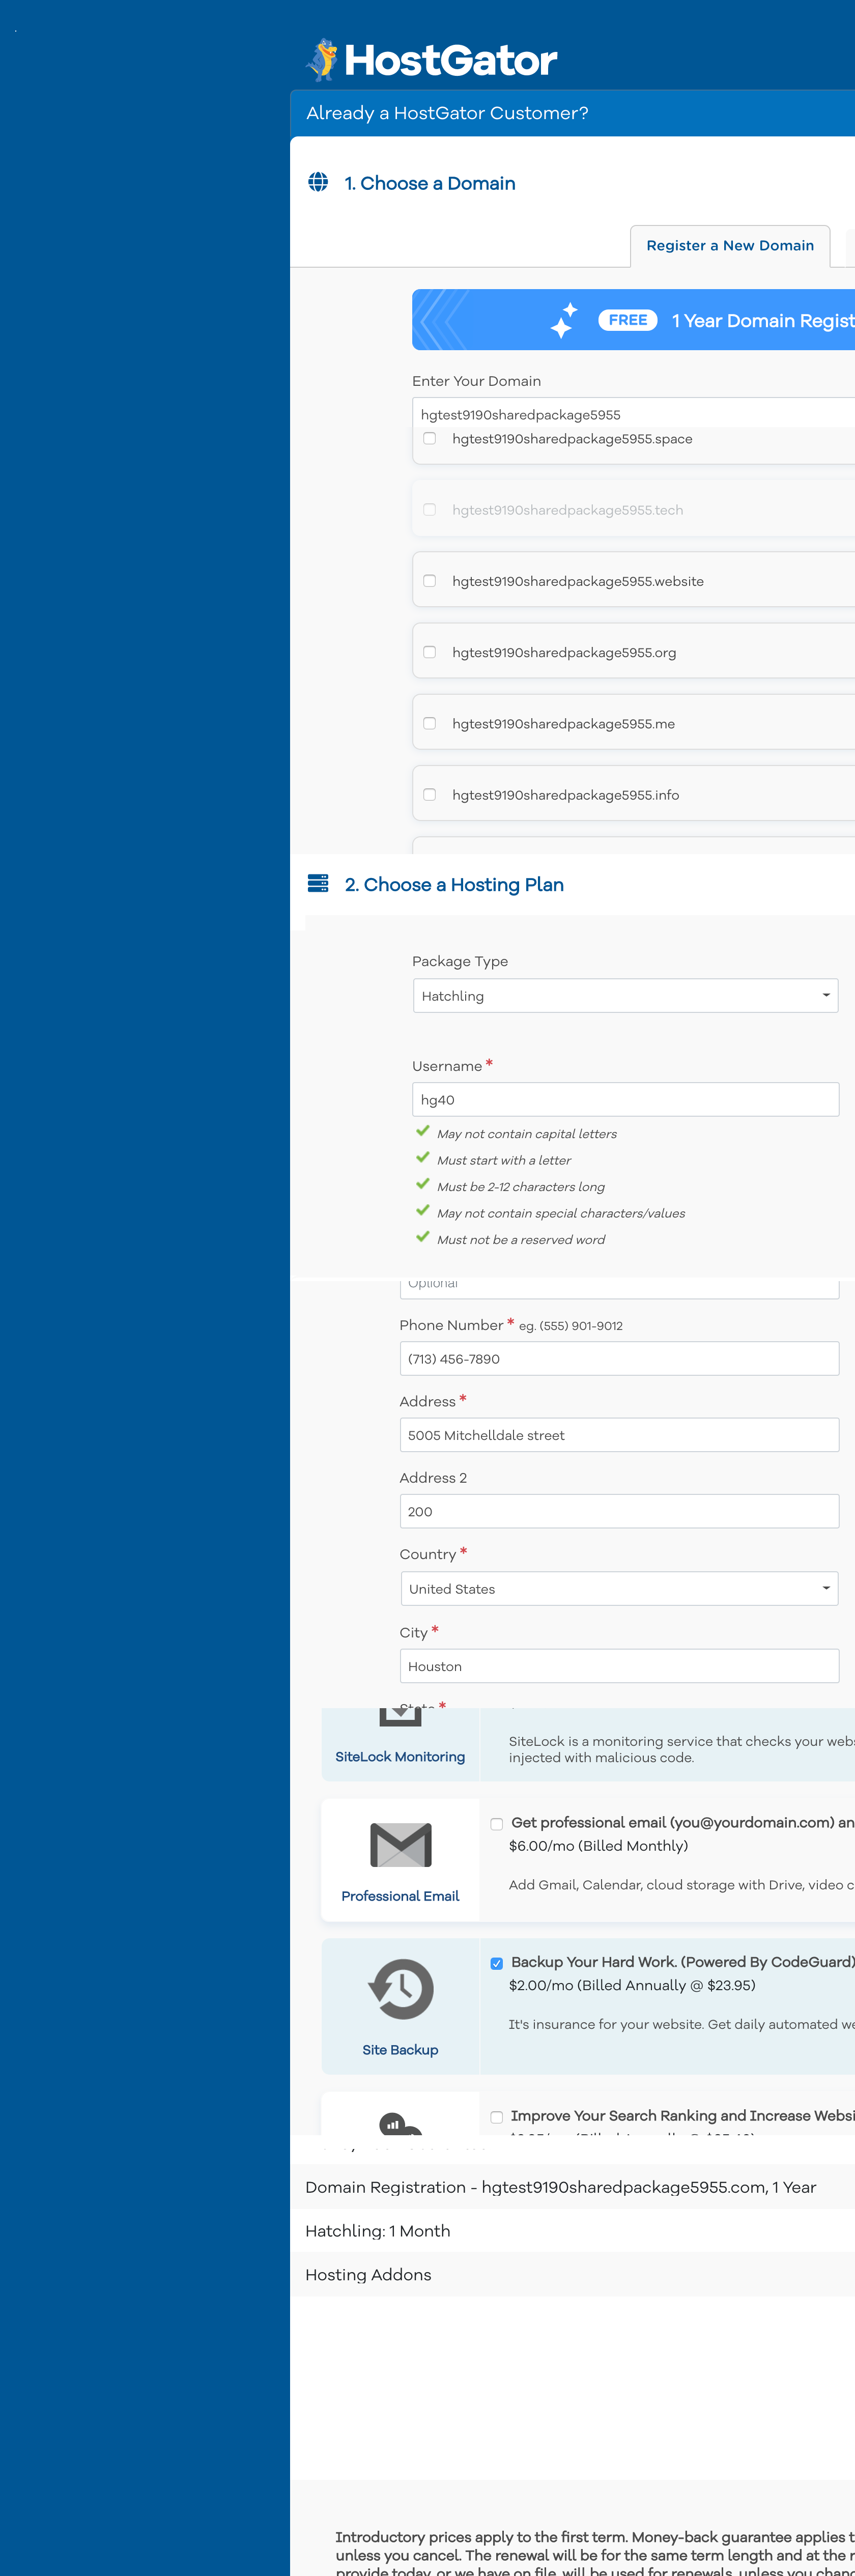 HostGator
Already a HostGator Customer?
1. Choose a Domain
Register a New Domain
FREE 1 Year Domain Regist
Enter Your Domain
hgtest9190sharedpackage5955
hgtest9190sharedpackage5955.space
hgtest9190sharedpackage5955.tech
hgtest9190sharedpackage5955.website
hgtest9190sharedpackage5955.org
hgtest9190sharedpackage5955.me
hgtest9190sharedpackage5955.info
2. Choose a Hosting Plan
Package Type
Hatchling
Username *
hg40
May not contain capital letters
Must start with a letter
Must be 2-12 characters long
May not contain special characters/values
Must not be a reserved word
Optional
Phone Number * eg. (555) 901-9012
(713) 456-7890
Address *
5005 Mitchelldale street
Address 2
200
Country *
United States
City *
Houston
State *
SiteLock is a monitoring service that checks your webs
SiteLock Monitoring
injected with malicious code.
Get professional email (you@yourdomain.com) an
$6.00/mo (Billed Monthly)
Add Gmail, Calendar, cloud storage with Drive, video c
Professional Email
Backup Your Hard Work. (Powered By CodeGuard)
$2.00/mo (Billed Annually @ $23.95)
It's insurance for your website. Get daily automated we
Site Backup
Improve Your Search Ranking and Increase Websi
Domain Registration - hgtest9190sharedpackage5955.com, 1 Year
Hatchling: 1 Month
Hosting Addons
Introductory prices apply to the first term. Money-back guarantee applies t
unless you cancel. The renewal will be for the same term length and at the r
provide today, or we have on file, will be used for renewals, unless you chang